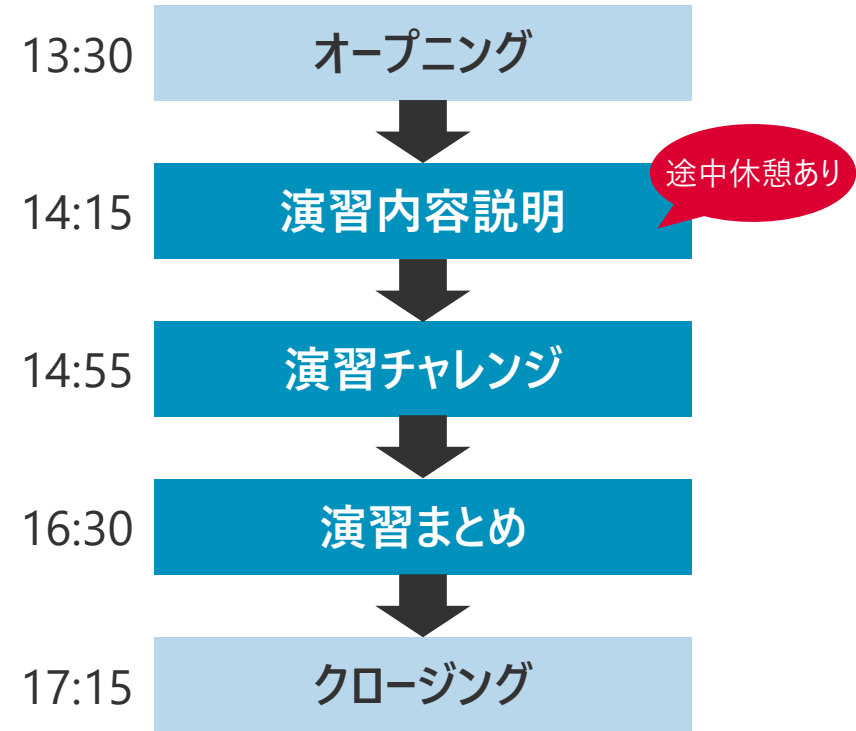 13:30 オープニング
途中休憩あり
14:15 演習内容説明
14:55 演習チャレンジ
16:30 演習まとめ
17:15 クロージング